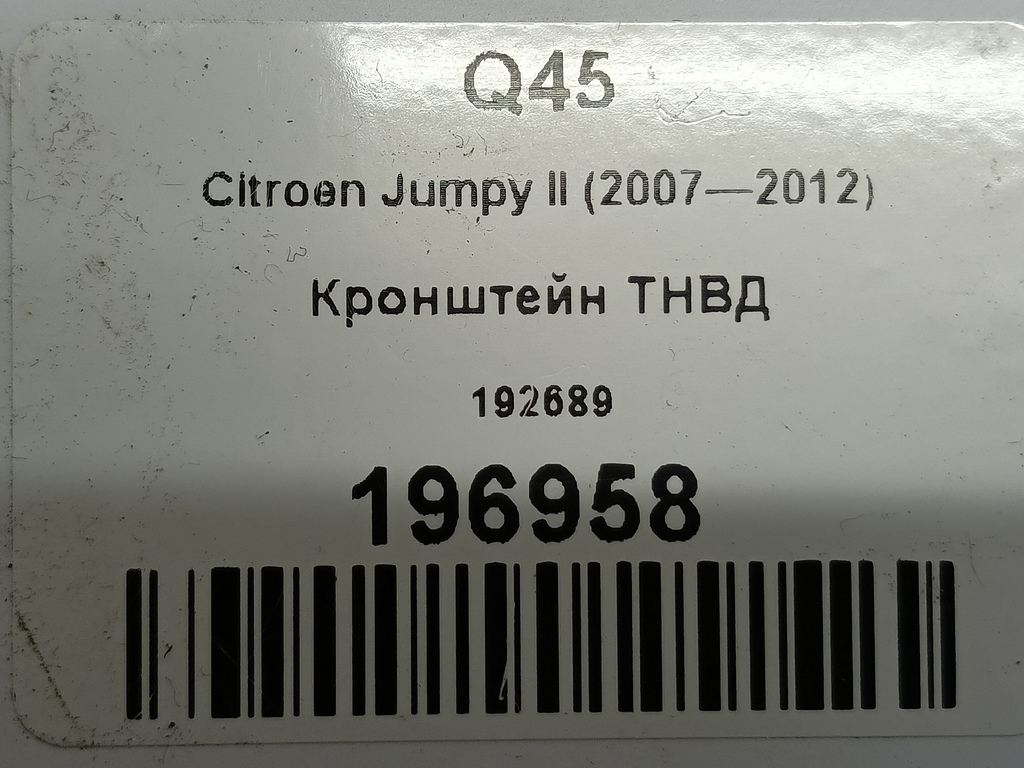 Q45
Citroen Jumpy II (2007—2012)
Кронштейн ТНВД
192689
196958